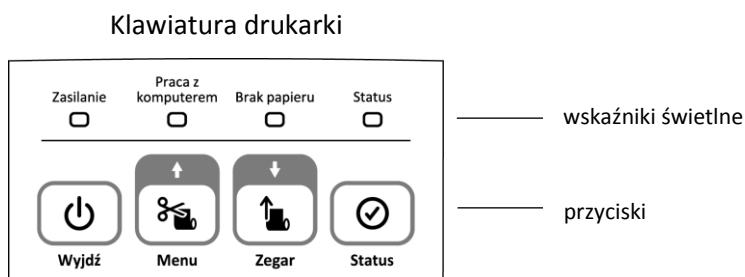 Klawiatura drukarki
Zasilanie
Praca z
komputerem
Brak papieru
Status
wskaźniki świetlne
przyciski
Wyjdź
Menu
Zegar
Status